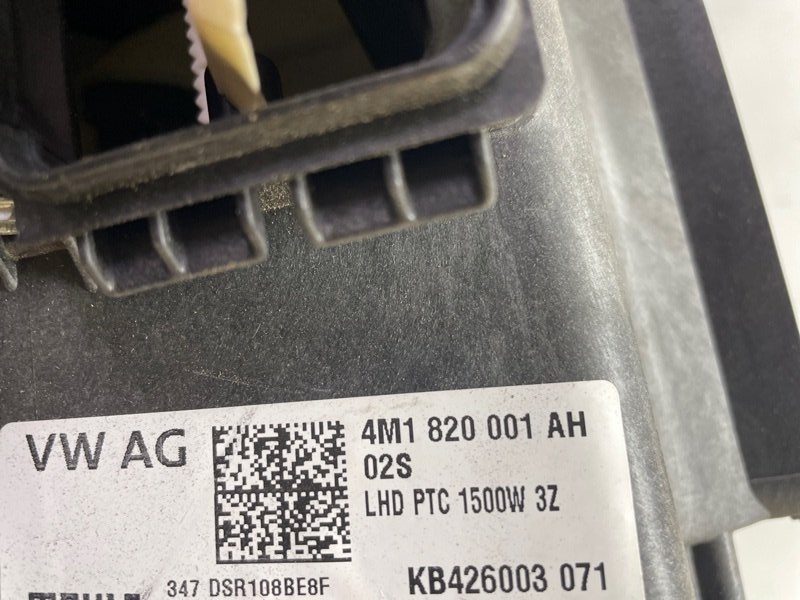 VW AG
4M1 820 001 AH
02S
LHD PTC 1500W 3Z
347 DSR108BE8F
KB426003 071